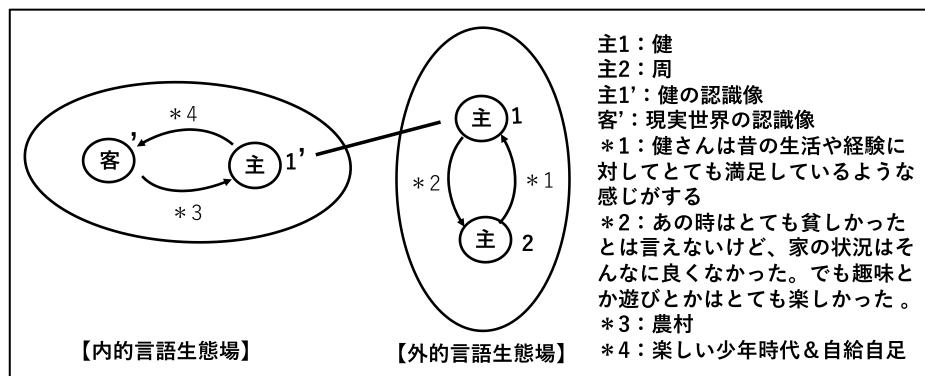 ＊4
客
’
主
1’
＊3
【内的言語生態場】
主
1
＊2
＊1
主
2
【外的言語生態場】
主1：健
主2：周
主1’：健の認識像
客’：現実世界の認識像
＊1：健さんは昔の生活や経験に
対してとても満足しているような
感じがする
＊2：あの時はとても貧しかった
とは言えないけど、家の状況はそ
んなに良くなかった。でも趣味と
か遊びとかはとても楽しかった 。
＊3：農村
＊4：楽しい少年時代＆自給自足